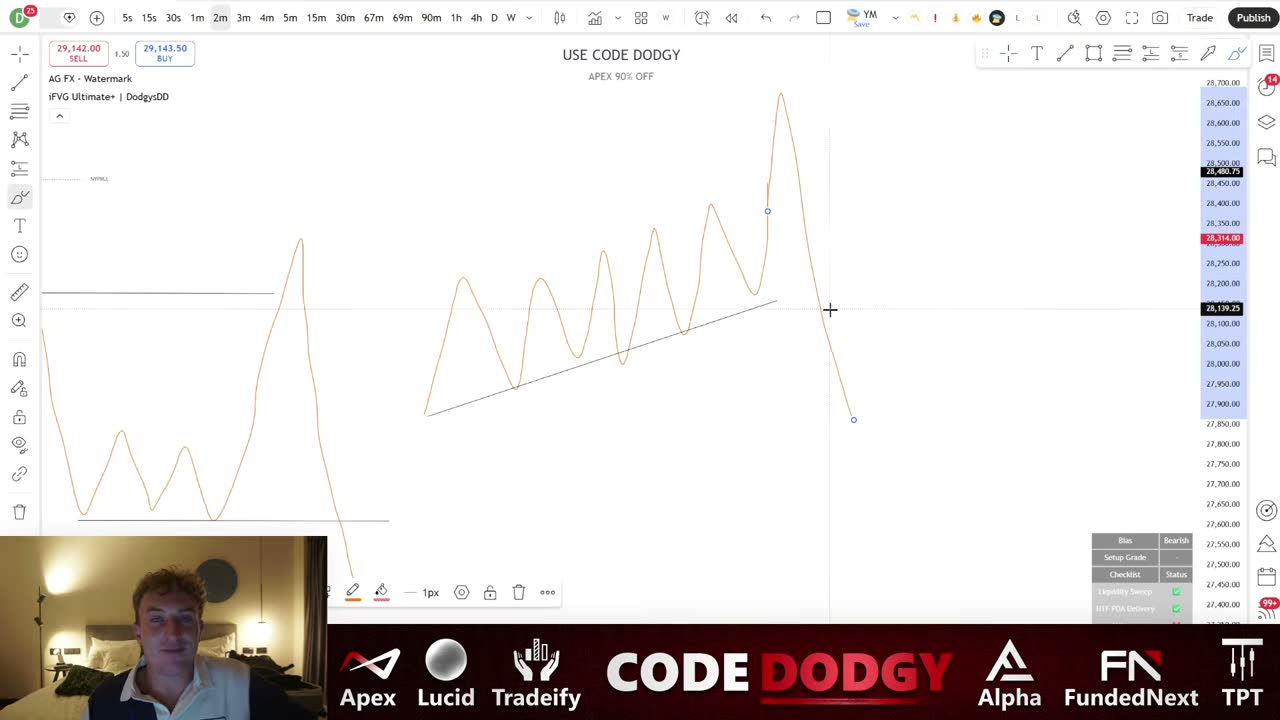 D 25 5s 15s 30s 1m 2m 3m 4m 5m 15m 30m 67m 69m 90m 1h 4h D W W YM Save L L Trade Publish
29,142.00 SELL 1.50 29,143.50 BUY
AG FX - Watermark
iFVG Ultimate+ | DodgysDD
USE CODE DODGY
APEX 90% OFF
14
28,700.00
28,650.00
28,600.00
28,550.00
28,500.00
28,480.75
28,450.00
28,400.00
28,350.00
28,314.00
28,250.00
28,200.00
28,139.25
28,100.00
28,050.00
28,000.00
27,950.00
27,900.00
27,850.00
27,800.00
27,750.00
27,700.00
27,650.00
27,600.00
27,550.00
27,500.00
27,450.00
27,400.00
Bias Bearish
Setup Grade -
Checklist Status
Liquidity Sweep
HTF PDA Delivery
99+
1px
Apex Lucid Tradeify CODE DODGY Alpha FN FundedNext TPT